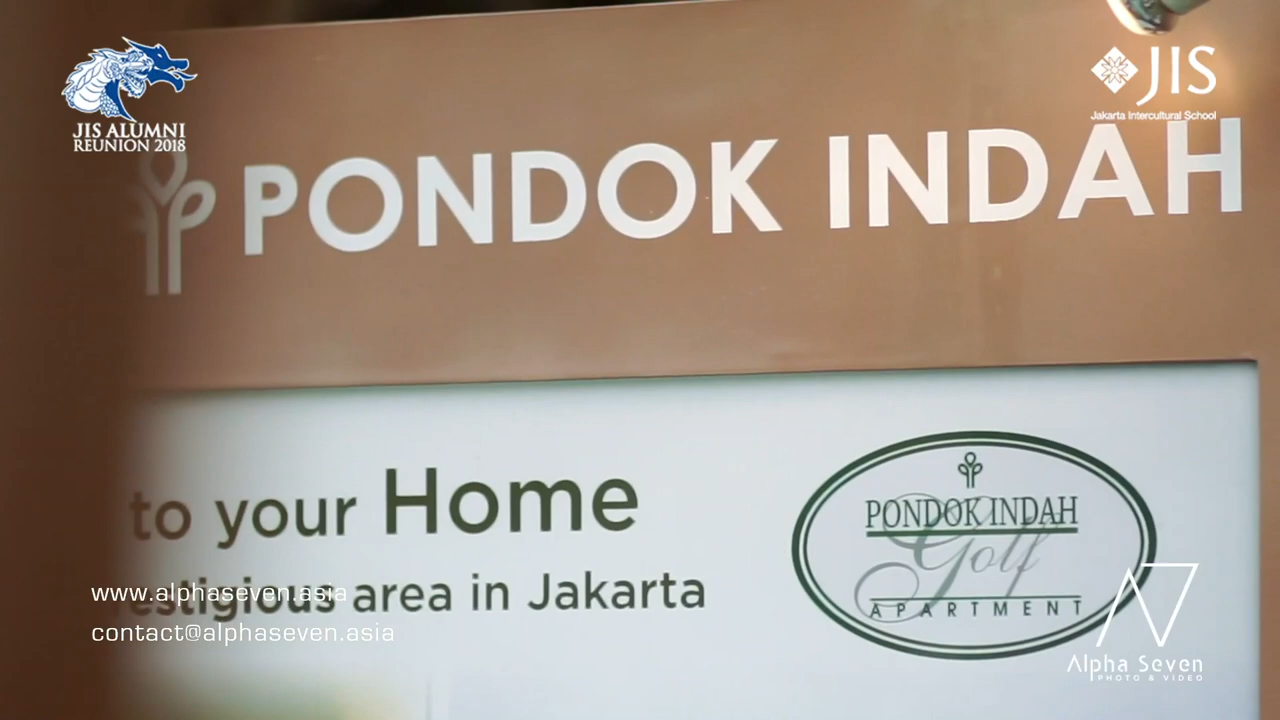 JIS ALUMNI
REUNION 2018
JIS
Jakarta Intercultural School
PONDOK INDAH
to your Home
estigious area in Jakarta
PONDOK INDAH
Golf
APARTMENT
www.alphaseven.asia
contact@alphaseven.asia
Alpha Seven
PHOTO & VIDEO